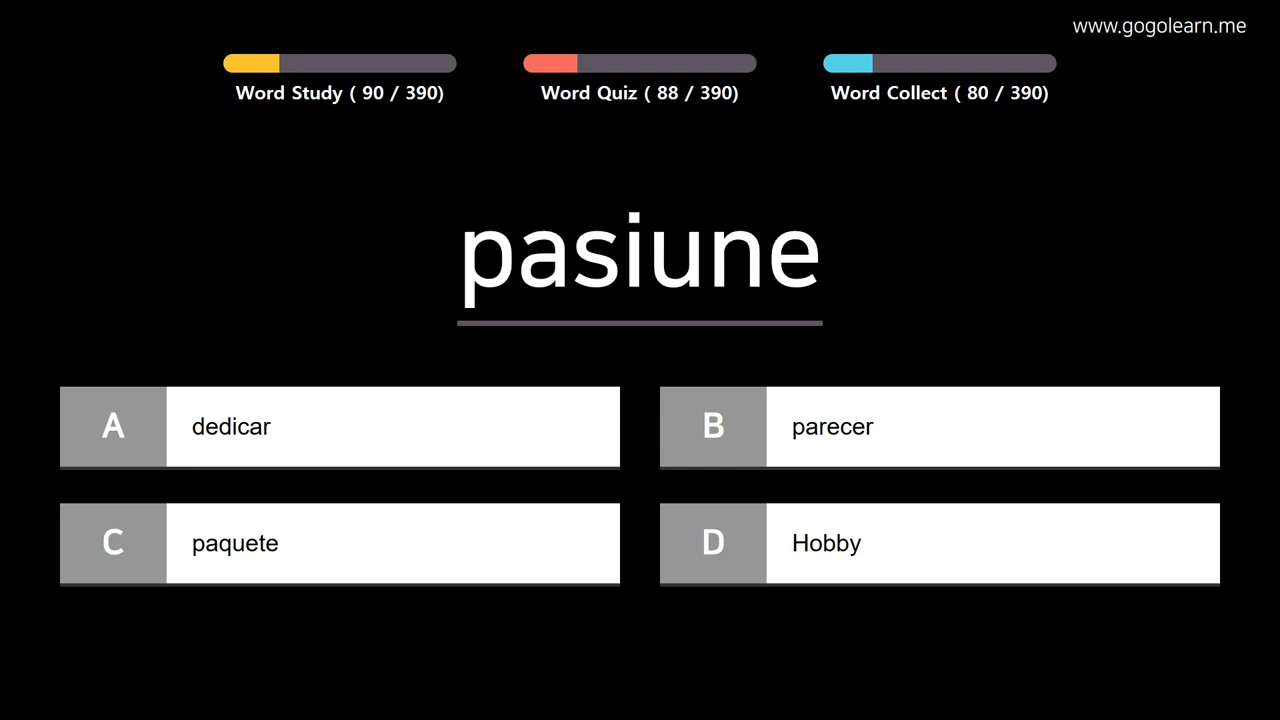 www.gogolearn.me
Word Study ( 90 / 390)
Word Quiz ( 88 / 390)
Word Collect ( 80 / 390)
pasiune
A dedicar
B parecer
C paquete
D Hobby